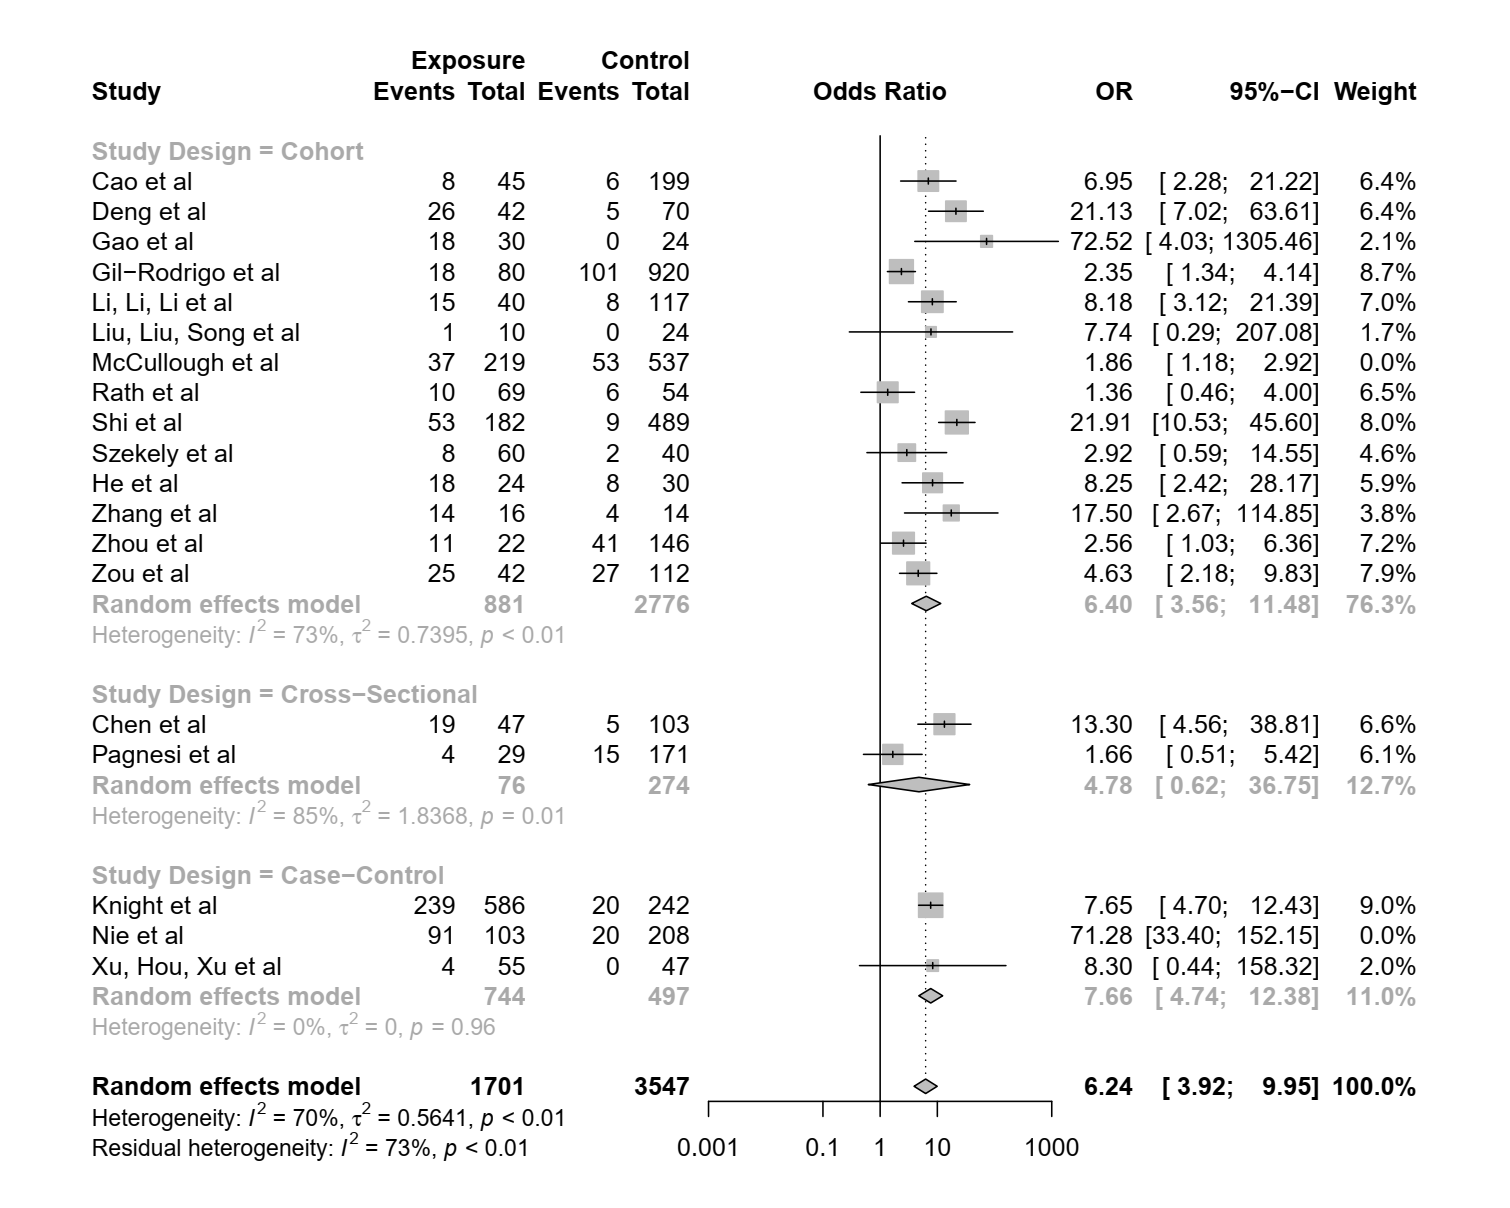 Exposure Control
Study Events Total Events Total Odds Ratio OR 95%−CI Weight
Study Design = Cohort
Cao et al 8 45 6 199 6.95 [ 2.28; 21.22] 6.4%
Deng et al 26 42 5 70 21.13 [ 7.02; 63.61] 6.4%
Gao et al 18 30 0 24 72.52 [ 4.03; 1305.46] 2.1%
Gil−Rodrigo et al 18 80 101 920 2.35 [ 1.34; 4.14] 8.7%
Li, Li, Li et al 15 40 8 117 8.18 [ 3.12; 21.39] 7.0%
Liu, Liu, Song et al 1 10 0 24 7.74 [ 0.29; 207.08] 1.7%
McCullough et al 37 219 53 537 1.86 [ 1.18; 2.92] 0.0%
Rath et al 10 69 6 54 1.36 [ 0.46; 4.00] 6.5%
Shi et al 53 182 9 489 21.91 [10.53; 45.60] 8.0%
Szekely et al 8 60 2 40 2.92 [ 0.59; 14.55] 4.6%
He et al 18 24 8 30 8.25 [ 2.42; 28.17] 5.9%
Zhang et al 14 16 4 14 17.50 [ 2.67; 114.85] 3.8%
Zhou et al 11 22 41 146 2.56 [ 1.03; 6.36] 7.2%
Zou et al 25 42 27 112 4.63 [ 2.18; 9.83] 7.9%
Random effects model 881 2776 6.40 [ 3.56; 11.48] 76.3%
Heterogeneity: I² = 73%, τ² = 0.7395, p < 0.01
Study Design = Cross−Sectional
Chen et al 19 47 5 103 13.30 [ 4.56; 38.81] 6.6%
Pagnesi et al 4 29 15 171 1.66 [ 0.51; 5.42] 6.1%
Random effects model 76 274 4.78 [ 0.62; 36.75] 12.7%
Heterogeneity: I² = 85%, τ² = 1.8368, p = 0.01
Study Design = Case−Control
Knight et al 239 586 20 242 7.65 [ 4.70; 12.43] 9.0%
Nie et al 91 103 20 208 71.28 [33.40; 152.15] 0.0%
Xu, Hou, Xu et al 4 55 0 47 8.30 [ 0.44; 158.32] 2.0%
Random effects model 744 497 7.66 [ 4.74; 12.38] 11.0%
Heterogeneity: I² = 0%, τ² = 0, p = 0.96
Random effects model 1701 3547 6.24 [ 3.92; 9.95] 100.0%
Heterogeneity: I² = 70%, τ² = 0.5641, p < 0.01
Residual heterogeneity: I² = 73%, p < 0.01 0.001 0.1 1 10 1000